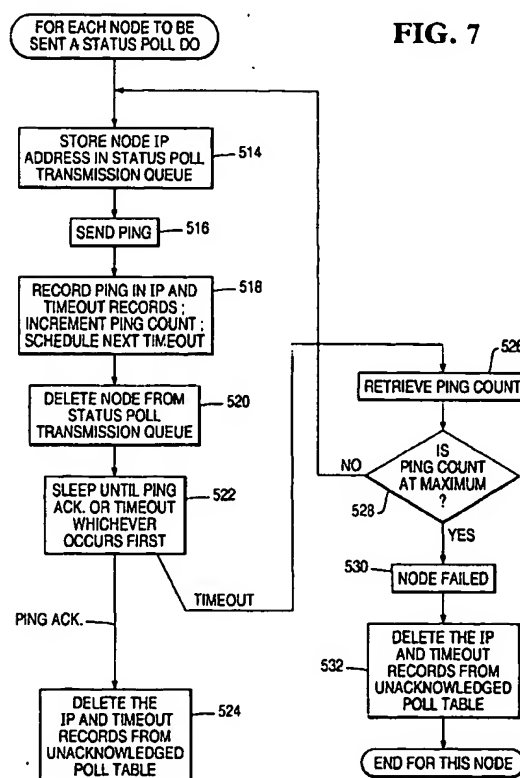 FIG. 7
FOR EACH NODE TO BE
SENT A STATUS POLL DO
STORE NODE IP
ADDRESS IN STATUS POLL
TRANSMISSION QUEUE
514
SEND PING
516
RECORD PING IN IP AND
TIMEOUT RECORDS ;
INCREMENT PING COUNT ;
SCHEDULE NEXT TIMEOUT
518
DELETE NODE FROM
STATUS POLL
TRANSMISSION QUEUE
520
SLEEP UNTIL PING
ACK. OR TIMEOUT
WHICHEVER
OCCURS FIRST
522
TIMEOUT
PING ACK.
DELETE THE
IP AND TIMEOUT
RECORDS FROM
UNACKNOWLEDGED
POLL TABLE
524
526
RETRIEVE PING COUNT
IS
PING COUNT
AT MAXIMUM
?
528
NO
YES
530
NODE FAILED
DELETE THE IP
AND TIMEOUT
RECORDS FROM
UNACKNOWLEDGED
POLL TABLE
532
END FOR THIS NODE